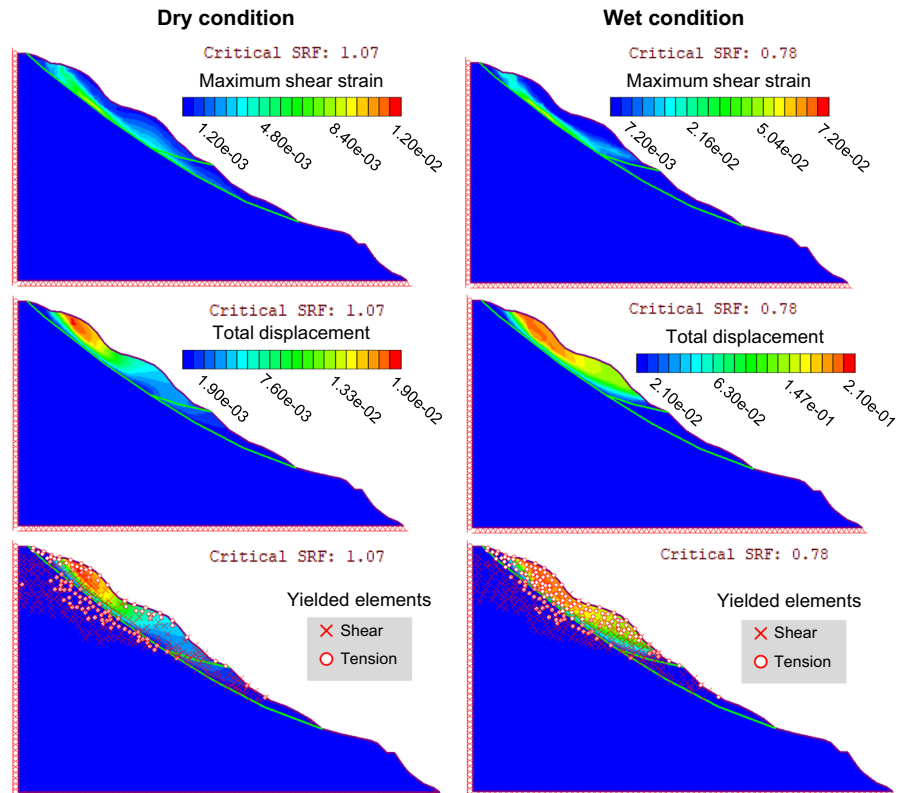 Dry condition
Wet condition
Critical SRF: 1.07
Critical SRF: 0.78
Maximum shear strain
Maximum shear strain
1.20e-03
4.80e-03
8.40e-03
1.20e-02
7.20e-03
2.16e-02
5.04e-02
7.20e-02
Critical SRF: 1.07
Critical SRF: 0.78
Total displacement
Total displacement
1.90e-03
7.60e-03
1.33e-02
1.90e-02
2.10e-02
6.30e-02
1.47e-01
2.10e-01
Critical SRF: 1.07
Critical SRF: 0.78
Yielded elements
Shear
Tension
Yielded elements
Shear
Tension